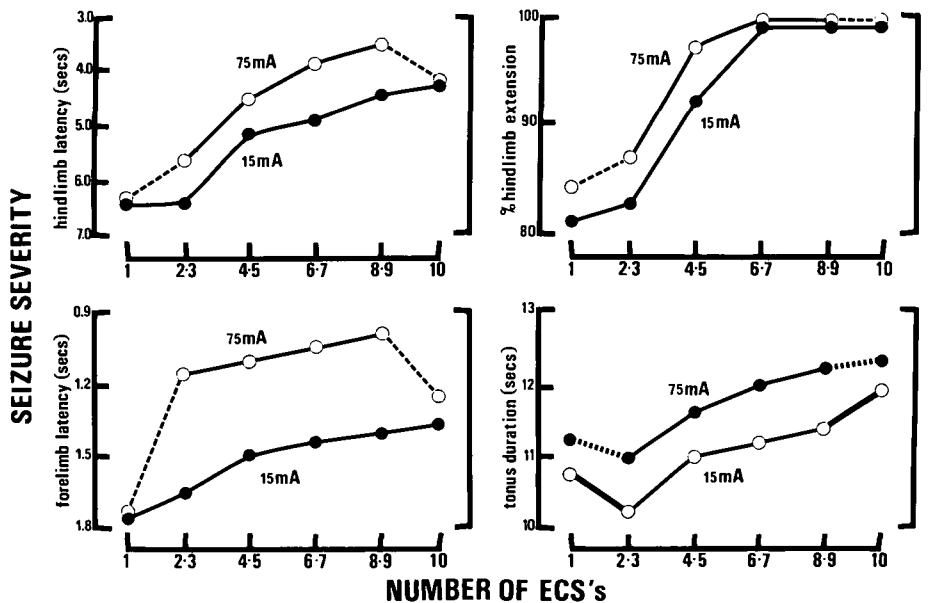 SEIZURE SEVERITY
hindlimb latency (secs)
3.0
4.0
5.0
6.0
7.0
75mA
15mA
1 2·3 4·5 6·7 8·9 10
% hindlimb extension
100
90
80
75mA
15mA
1 2·3 4·5 6·7 8·9 10
forelimb latency (secs)
0.9
1.2
1.5
1.8
75mA
15mA
1 2·3 4·5 6·7 8·9 10
tonus duration (secs)
13
12
11
10
75mA
15mA
1 2·3 4·5 6·7 8·9 10
NUMBER OF ECS's